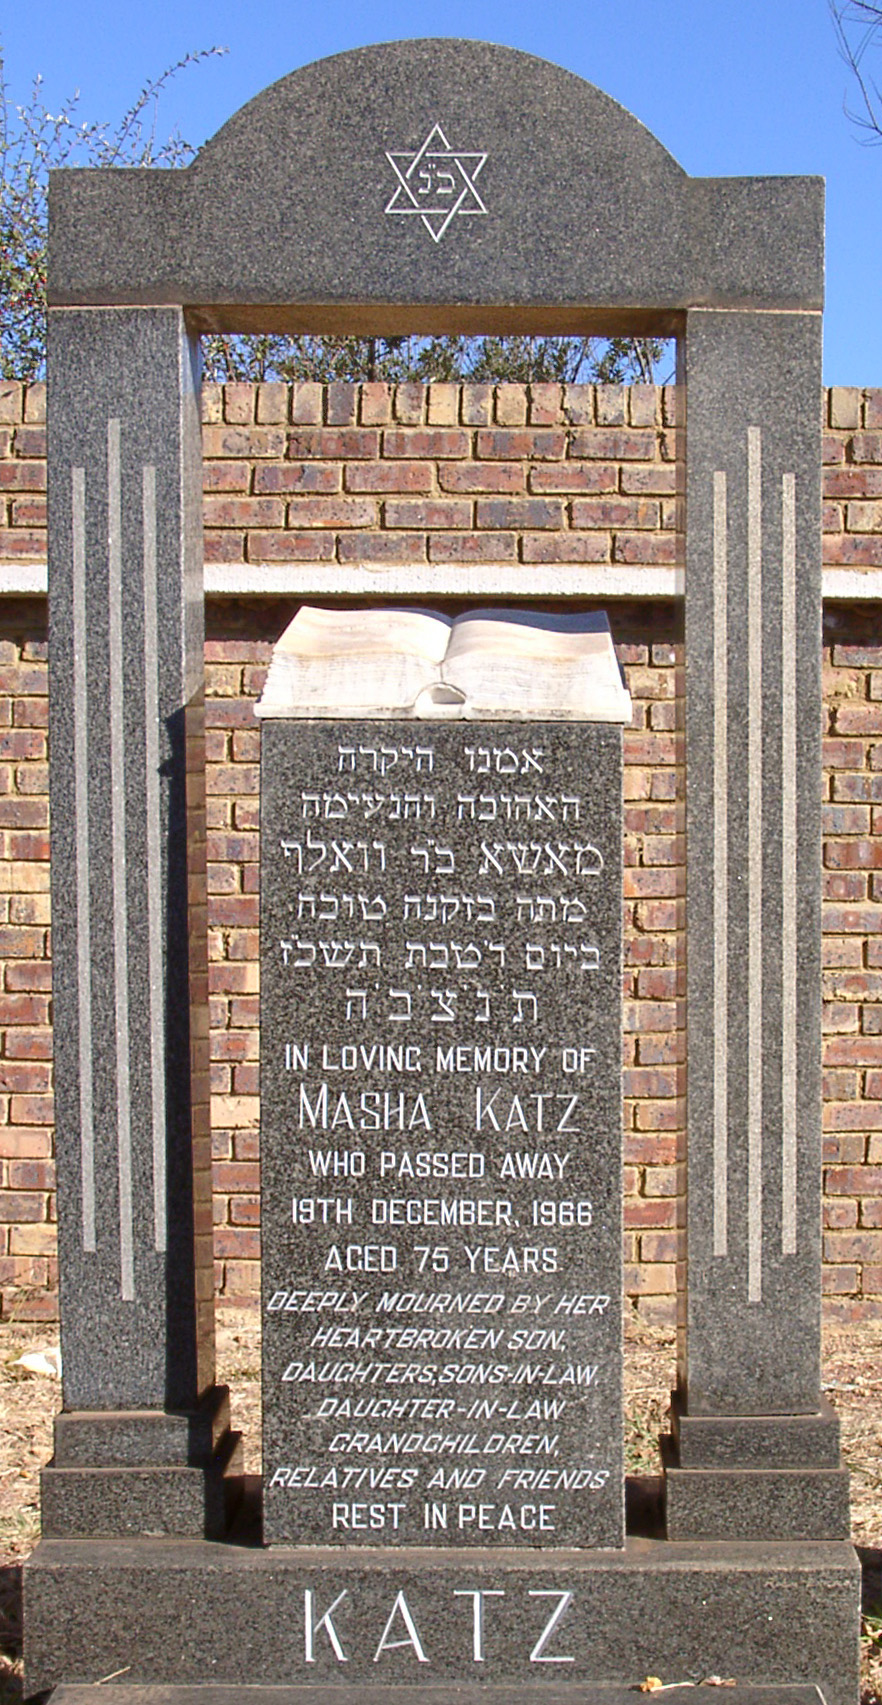 פ"נ
אמנו היקרה
האהובה והנעימה
מאשא ב"ר וואלף
מתה בזקנה טובה
ביום ד' טבת תשכ"ז
ת'נ'צ'ב'ה
IN LOVING MEMORY OF
MASHA KATZ
WHO PASSED AWAY
19TH DECEMBER, 1966
AGED 75 YEARS
DEEPLY MOURNED BY HER
HEARTBROKEN SON,
DAUGHTERS, SONS-IN-LAW,
DAUGHTER-IN-LAW
GRANDCHILDREN,
RELATIVES AND FRIENDS
REST IN PEACE
KATZ